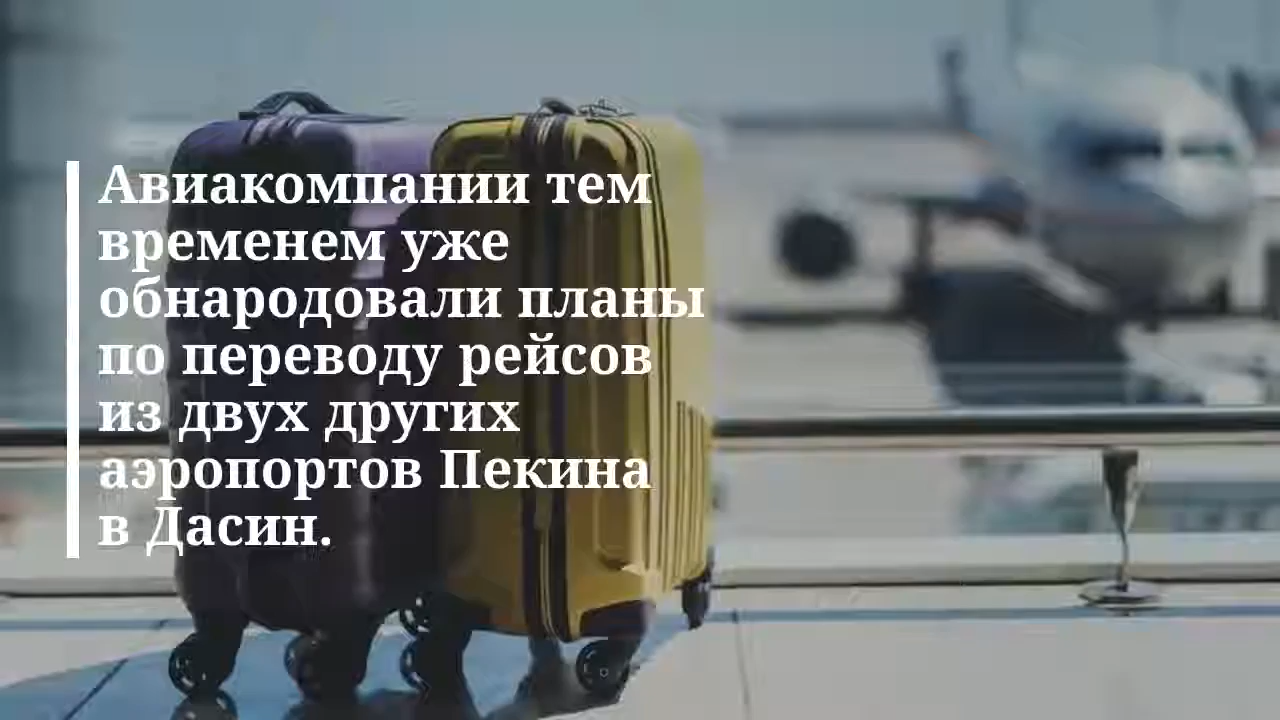 Авиакомпании тем
временем уже
обнародовали планы
по переводу рейсов
из двух других
аэропортов Пекина
в Дасин.